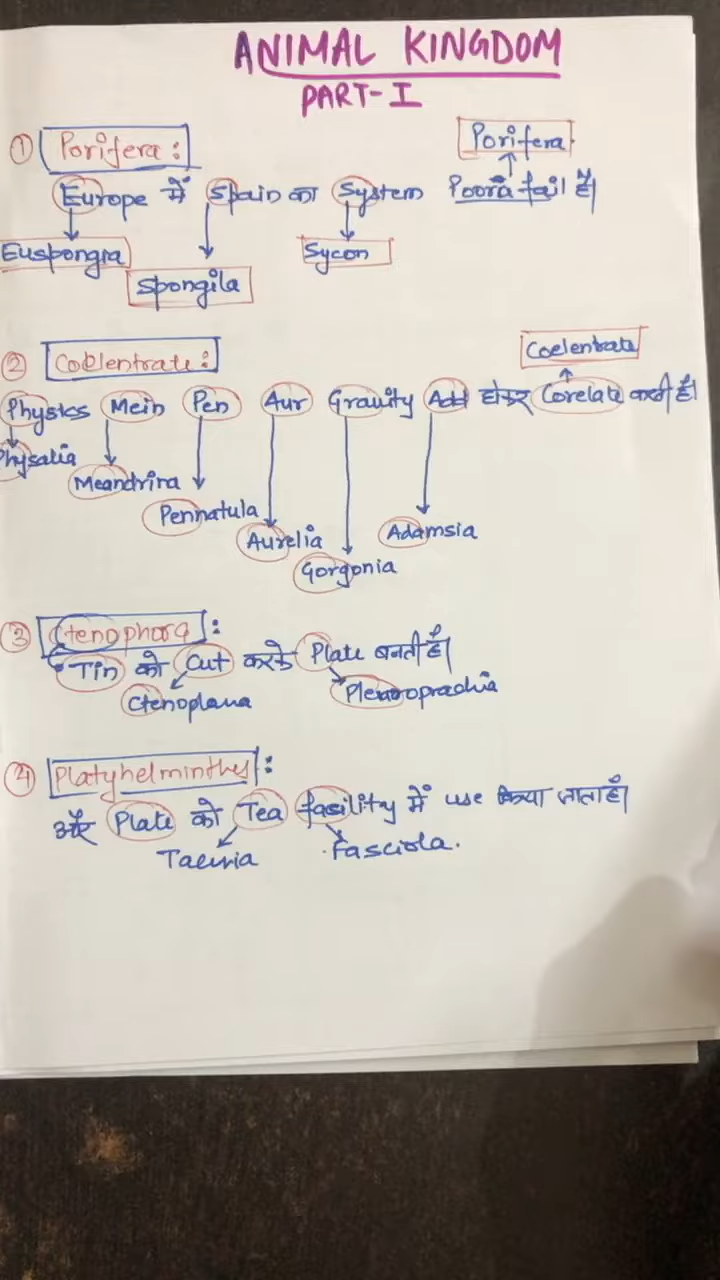 ANIMAL KINGDOM
PART-I
① Porifera:
Porifera
Europe में Spain का System Poora fail है।
Euspongia
Sycon
Spongila
② Coelentrate:
Coelentrate
Physics Mein Pen Aur Gravity Add होकर Corelate करती है।
Physalia
Meandrina
Pennatula
Aurelia
Adamsia
Gorgonia
③ Ctenophora:
Tin को Cut करके Plate बनती है।
Ctenoplana
④ Platyhelminthes:
और Plate को Tea fasility में use किया जाता है।
Taenia
Fasciola.